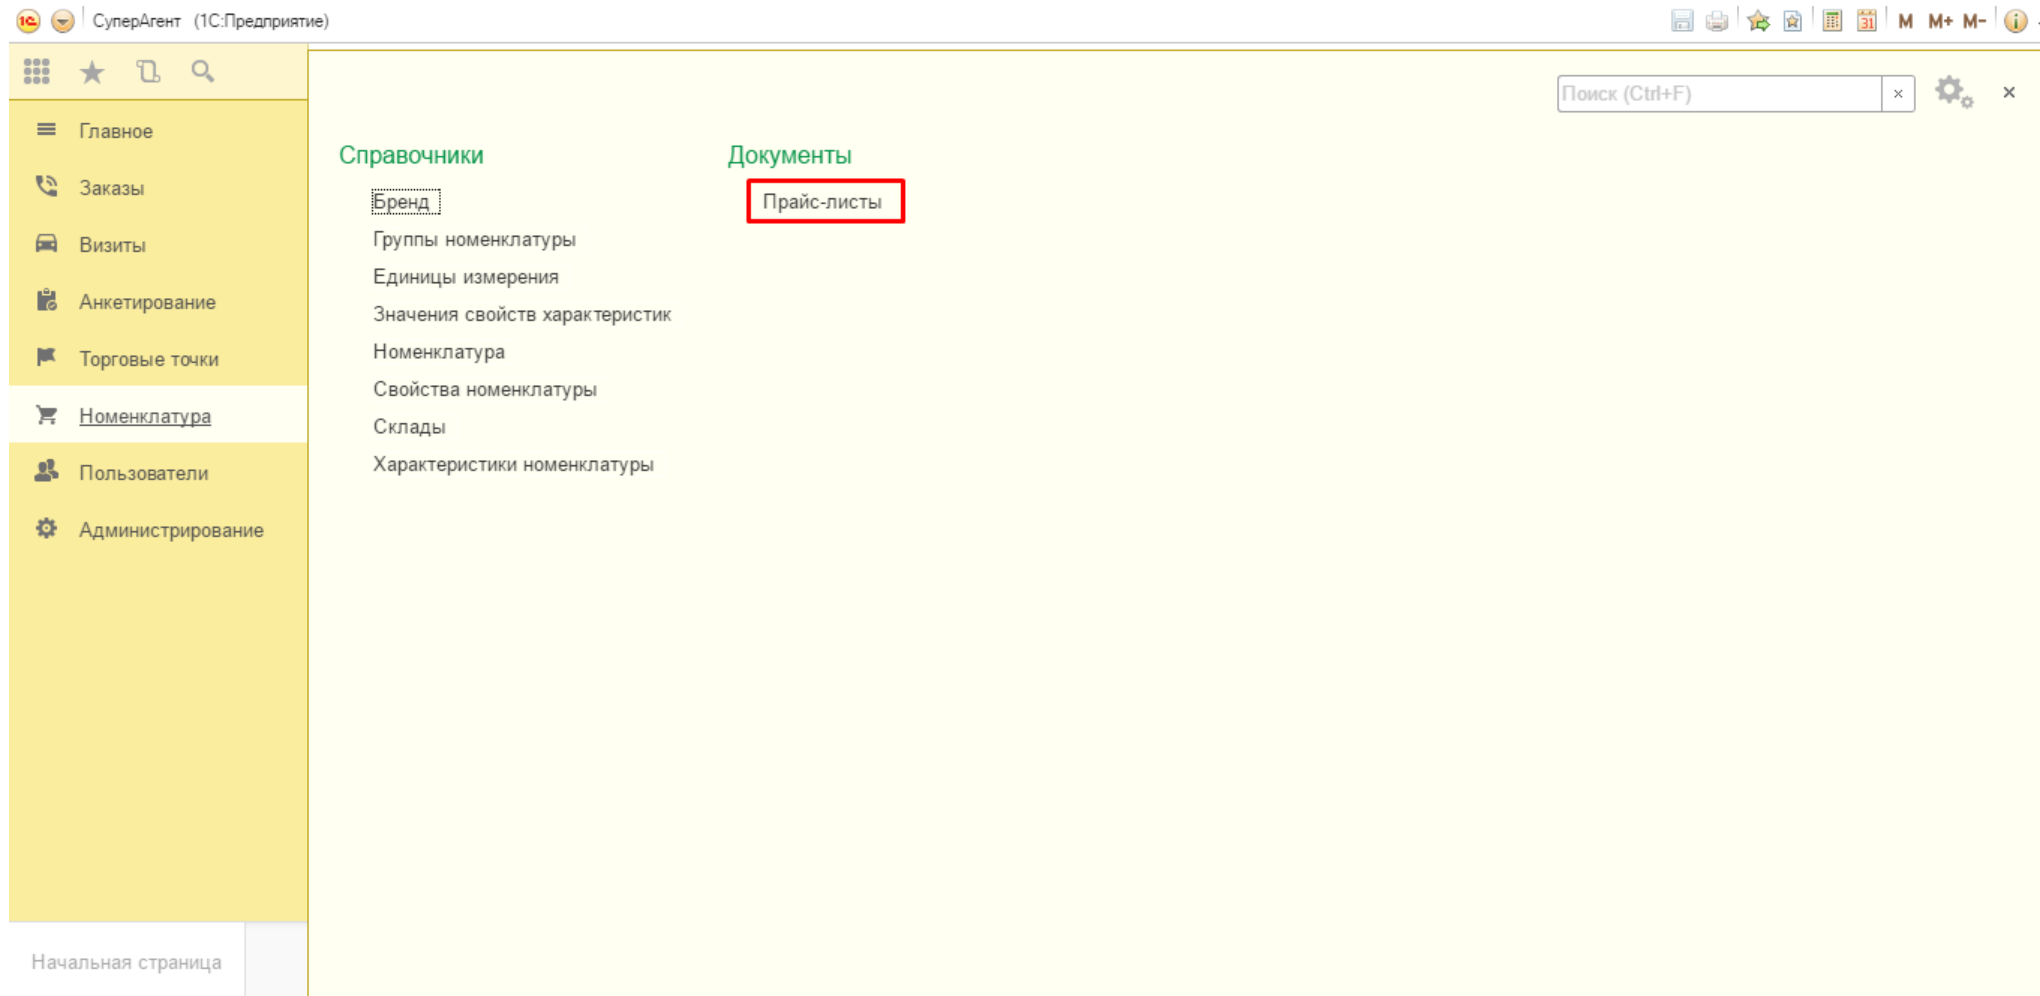 СуперАгент (1С:Предприятие)
31 M M+ M-
Поиск (Ctrl+F)
Главное
Заказы
Визиты
Анкетирование
Торговые точки
Номенклатура
Пользователи
Администрирование
Справочники
Бренд
Группы номенклатуры
Единицы измерения
Значения свойств характеристик
Номенклатура
Свойства номенклатуры
Склады
Характеристики номенклатуры
Документы
Прайс-листы
Начальная страница